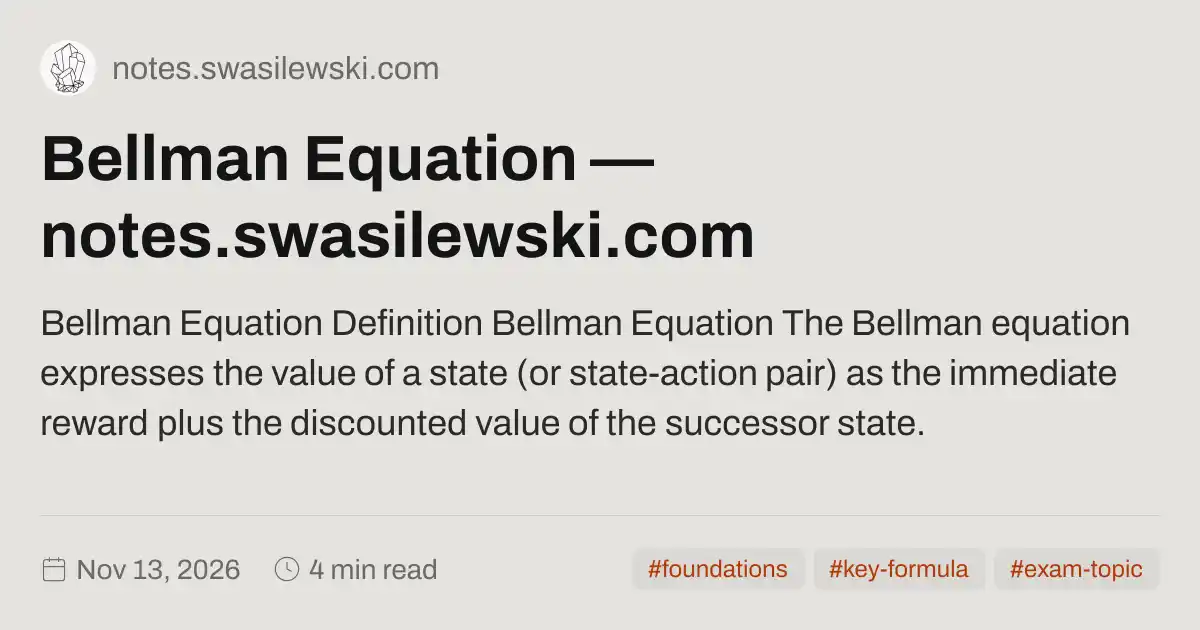 notes.swasilewski.com
Bellman Equation —
notes.swasilewski.com
Bellman Equation Definition Bellman Equation The Bellman equation
expresses the value of a state (or state-action pair) as the immediate
reward plus the discounted value of the successor state.
Nov 13, 2026
4 min read
#foundations
#key-formula
#exam-topic